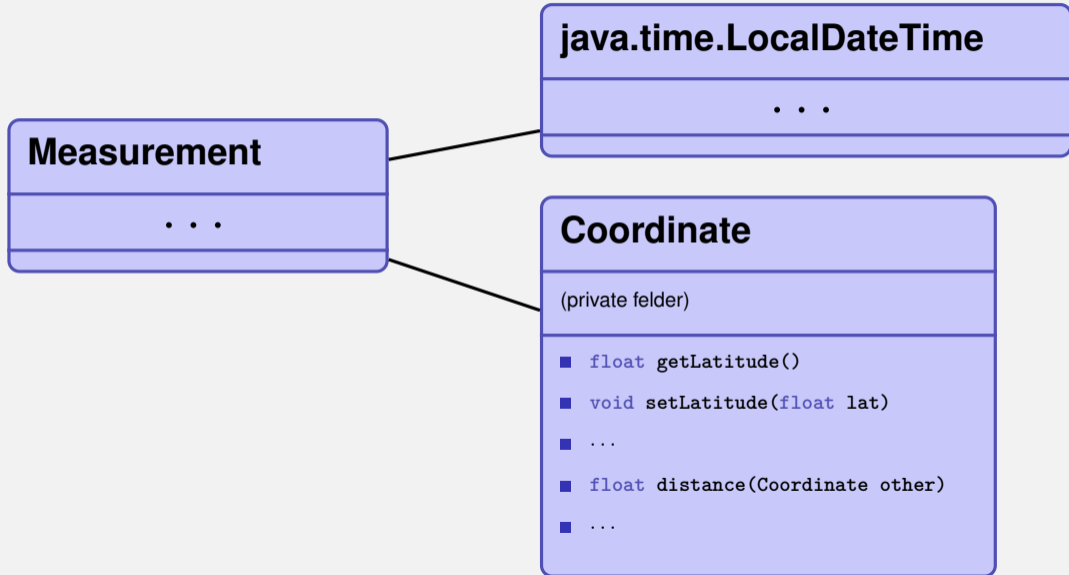 java.time.LocalDateTime
. . .
Measurement
. . .
Coordinate
(private felder)
float getLatitude()
void setLatitude(float lat)
...
float distance(Coordinate other)
...